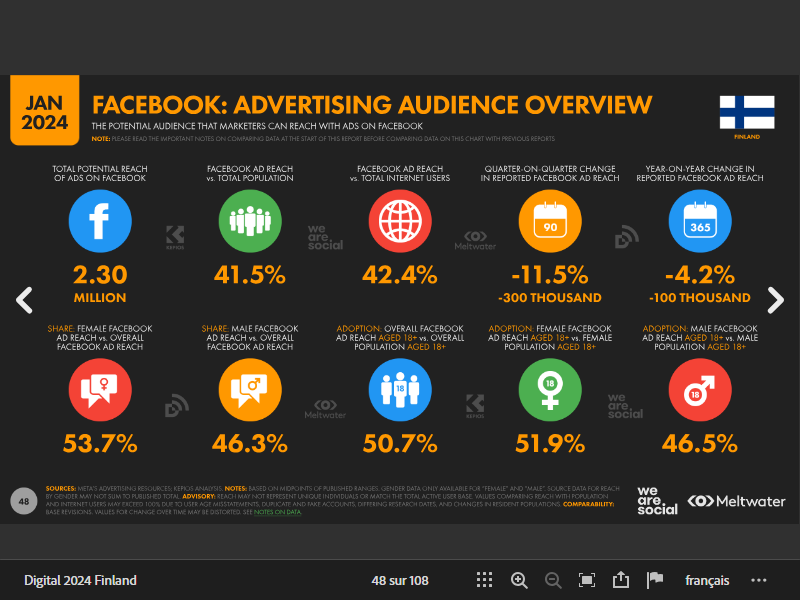 JAN
2024
FACEBOOK: ADVERTISING AUDIENCE OVERVIEW
THE POTENTIAL AUDIENCE THAT MARKETERS CAN REACH WITH ADS ON FACEBOOK
NOTE: PLEASE READ THE IMPORTANT NOTES ON COMPARING DATA AT THE START OF THIS REPORT BEFORE COMPARING DATA ON THIS CHART WITH PREVIOUS REPORTS
FINLAND
TOTAL POTENTIAL REACH
OF ADS ON FACEBOOK
2.30
MILLION
FACEBOOK AD REACH
vs. TOTAL POPULATION
41.5%
FACEBOOK AD REACH
vs. TOTAL INTERNET USERS
42.4%
QUARTER-ON-QUARTER CHANGE
IN REPORTED FACEBOOK AD REACH
90
-11.5%
-300 THOUSAND
YEAR-ON-YEAR CHANGE IN
REPORTED FACEBOOK AD REACH
365
-4.2%
-100 THOUSAND
KEPIOS
we
are.
social
Meltwater
SHARE: FEMALE FACEBOOK
AD REACH vs. OVERALL
FACEBOOK AD REACH
53.7%
SHARE: MALE FACEBOOK
AD REACH vs. OVERALL
FACEBOOK AD REACH
46.3%
ADOPTION: OVERALL FACEBOOK
AD REACH AGED 18+ vs. OVERALL
POPULATION AGED 18+
18
50.7%
ADOPTION: FEMALE FACEBOOK
AD REACH AGED 18+ vs. FEMALE
POPULATION AGED 18+
18
51.9%
ADOPTION: MALE FACEBOOK
AD REACH AGED 18+ vs. MALE
POPULATION AGED 18+
18
46.5%
Meltwater
KEPIOS
we
are.
social
48
SOURCES: META'S ADVERTISING RESOURCES; KEPIOS ANALYSIS. NOTES: BASED ON MIDPOINTS OF PUBLISHED RANGES. GENDER DATA ONLY AVAILABLE FOR "FEMALE" AND "MALE". SOURCE DATA FOR REACH
BY GENDER MAY NOT SUM TO PUBLISHED TOTAL. ADVISORY: REACH MAY NOT REPRESENT UNIQUE INDIVIDUALS OR MATCH THE TOTAL ACTIVE USER BASE. VALUES COMPARING REACH WITH POPULATION
AND INTERNET USERS MAY EXCEED 100% DUE TO USER AGE MISSTATEMENTS, DUPLICATE AND FAKE ACCOUNTS, DIFFERING RESEARCH DATES, AND CHANGES IN RESIDENT POPULATIONS. COMPARABILITY:
BASE REVISIONS. VALUES FOR CHANGE OVER TIME MAY BE DISTORTED. SEE NOTES ON DATA.
we
are.
social
Meltwater
Digital 2024 Finland
48 sur 108
français